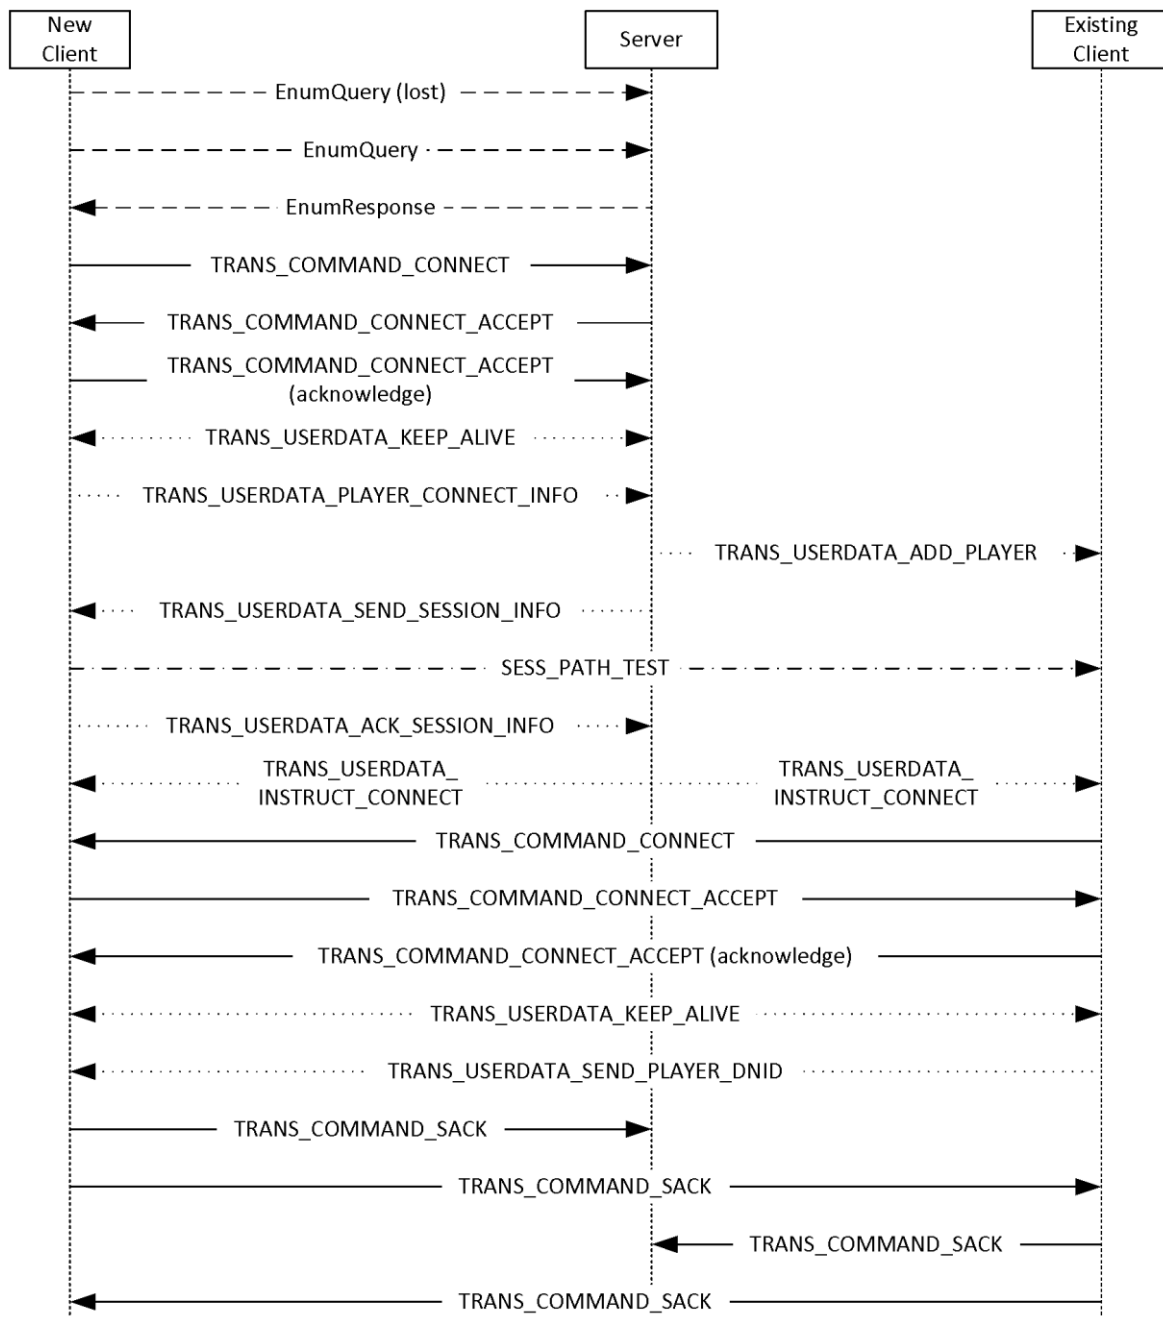 New
Client
Server
Existing
Client
EnumQuery (lost)
EnumQuery
EnumResponse
TRANS_COMMAND_CONNECT
TRANS_COMMAND_CONNECT_ACCEPT
TRANS_COMMAND_CONNECT_ACCEPT
(acknowledge)
TRANS_USERDATA_KEEP_ALIVE
TRANS_USERDATA_PLAYER_CONNECT_INFO
TRANS_USERDATA_ADD_PLAYER
TRANS_USERDATA_SEND_SESSION_INFO
SESS_PATH_TEST
TRANS_USERDATA_ACK_SESSION_INFO
TRANS_USERDATA_
INSTRUCT_CONNECT
TRANS_USERDATA_
INSTRUCT_CONNECT
TRANS_COMMAND_CONNECT
TRANS_COMMAND_CONNECT_ACCEPT
TRANS_COMMAND_CONNECT_ACCEPT (acknowledge)
TRANS_USERDATA_KEEP_ALIVE
TRANS_USERDATA_SEND_PLAYER_DNID
TRANS_COMMAND_SACK
TRANS_COMMAND_SACK
TRANS_COMMAND_SACK
TRANS_COMMAND_SACK